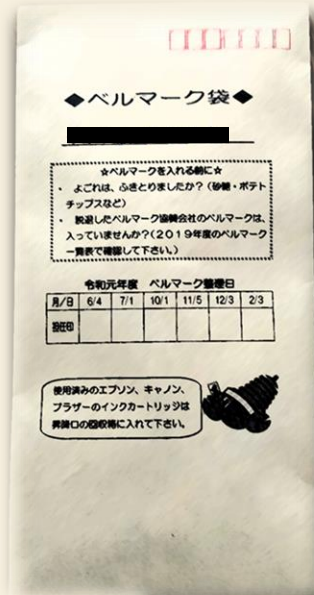 ◆ベルマーク袋◆
☆ベルマークを入れる前に☆
・ よごれは、ふきとりましたか?(砂糖・ポテト
チップスなど)
・ 脱退したベルマーク協賛会社のベルマークは、
入っていませんか?(2019年度のベルマーク
一覧表で確認して下さい。)
令和元年度 ベルマーク整理日
月/日 6/4 7/1 10/1 11/5 12/3 2/3
担任印
使用済みのエプソン、キャノン、
ブラザーのインクカートリッジは
昇降口の回収箱に入れて下さい。